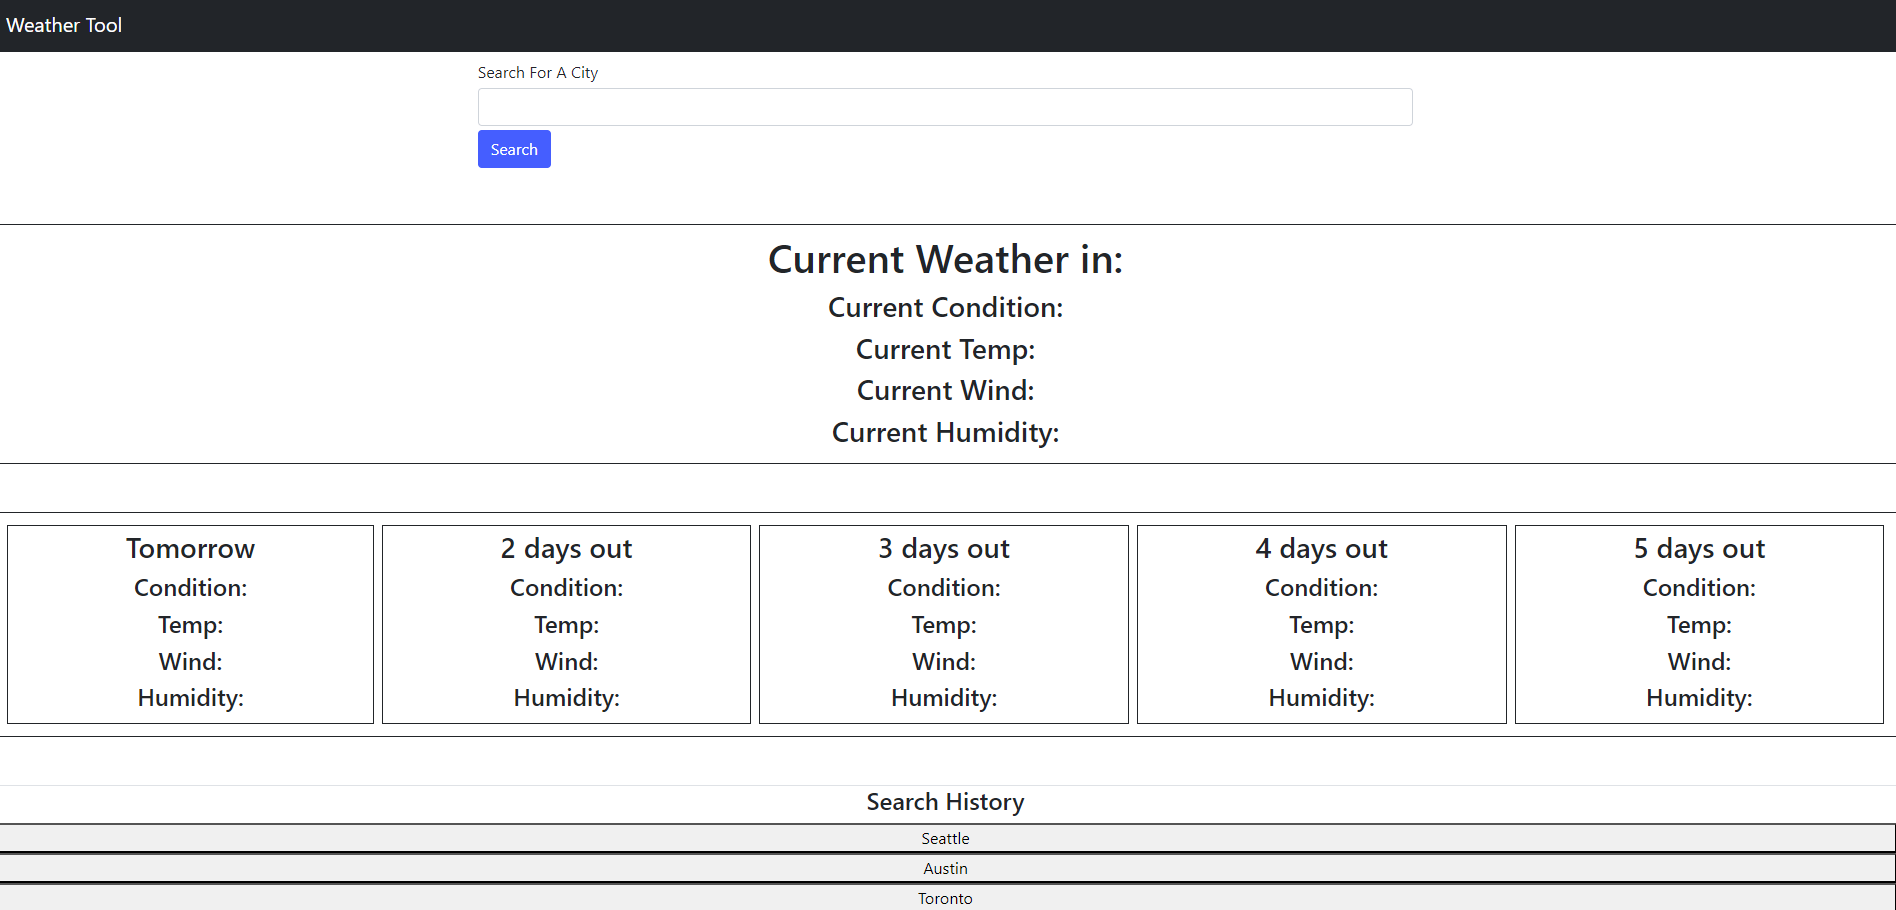 Weather Tool
Search For A City
Search
Current Weather in:
Current Condition:
Current Temp:
Current Wind:
Current Humidity:
Tomorrow
Condition:
Temp:
Wind:
Humidity:
2 days out
Condition:
Temp:
Wind:
Humidity:
3 days out
Condition:
Temp:
Wind:
Humidity:
4 days out
Condition:
Temp:
Wind:
Humidity:
5 days out
Condition:
Temp:
Wind:
Humidity:
Search History
Seattle
Austin
Toronto